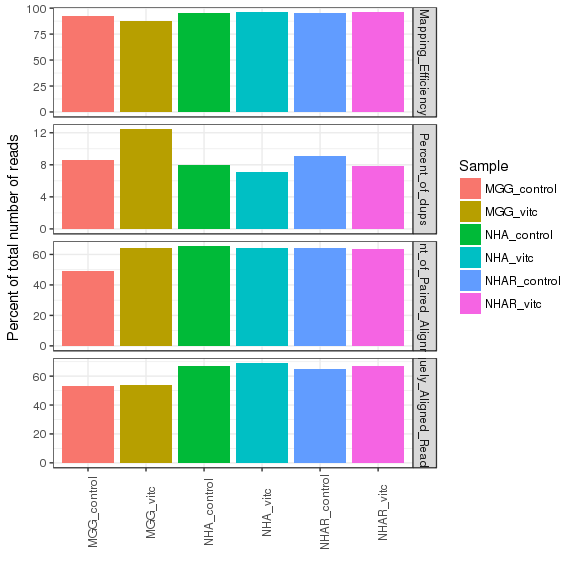 Percent of total number of reads
100
75
50
25
0
Mapping_Efficiency
12
8
4
0
Percent_of_dups
60
40
20
0
nt_of_Paired_Alignr
60
40
20
0
uely_Aligned_Read
MGG_control
MGG_vitc
NHA_control
NHA_vitc
NHAR_control
NHAR_vitc
Sample
MGG_control
MGG_vitc
NHA_control
NHA_vitc
NHAR_control
NHAR_vitc